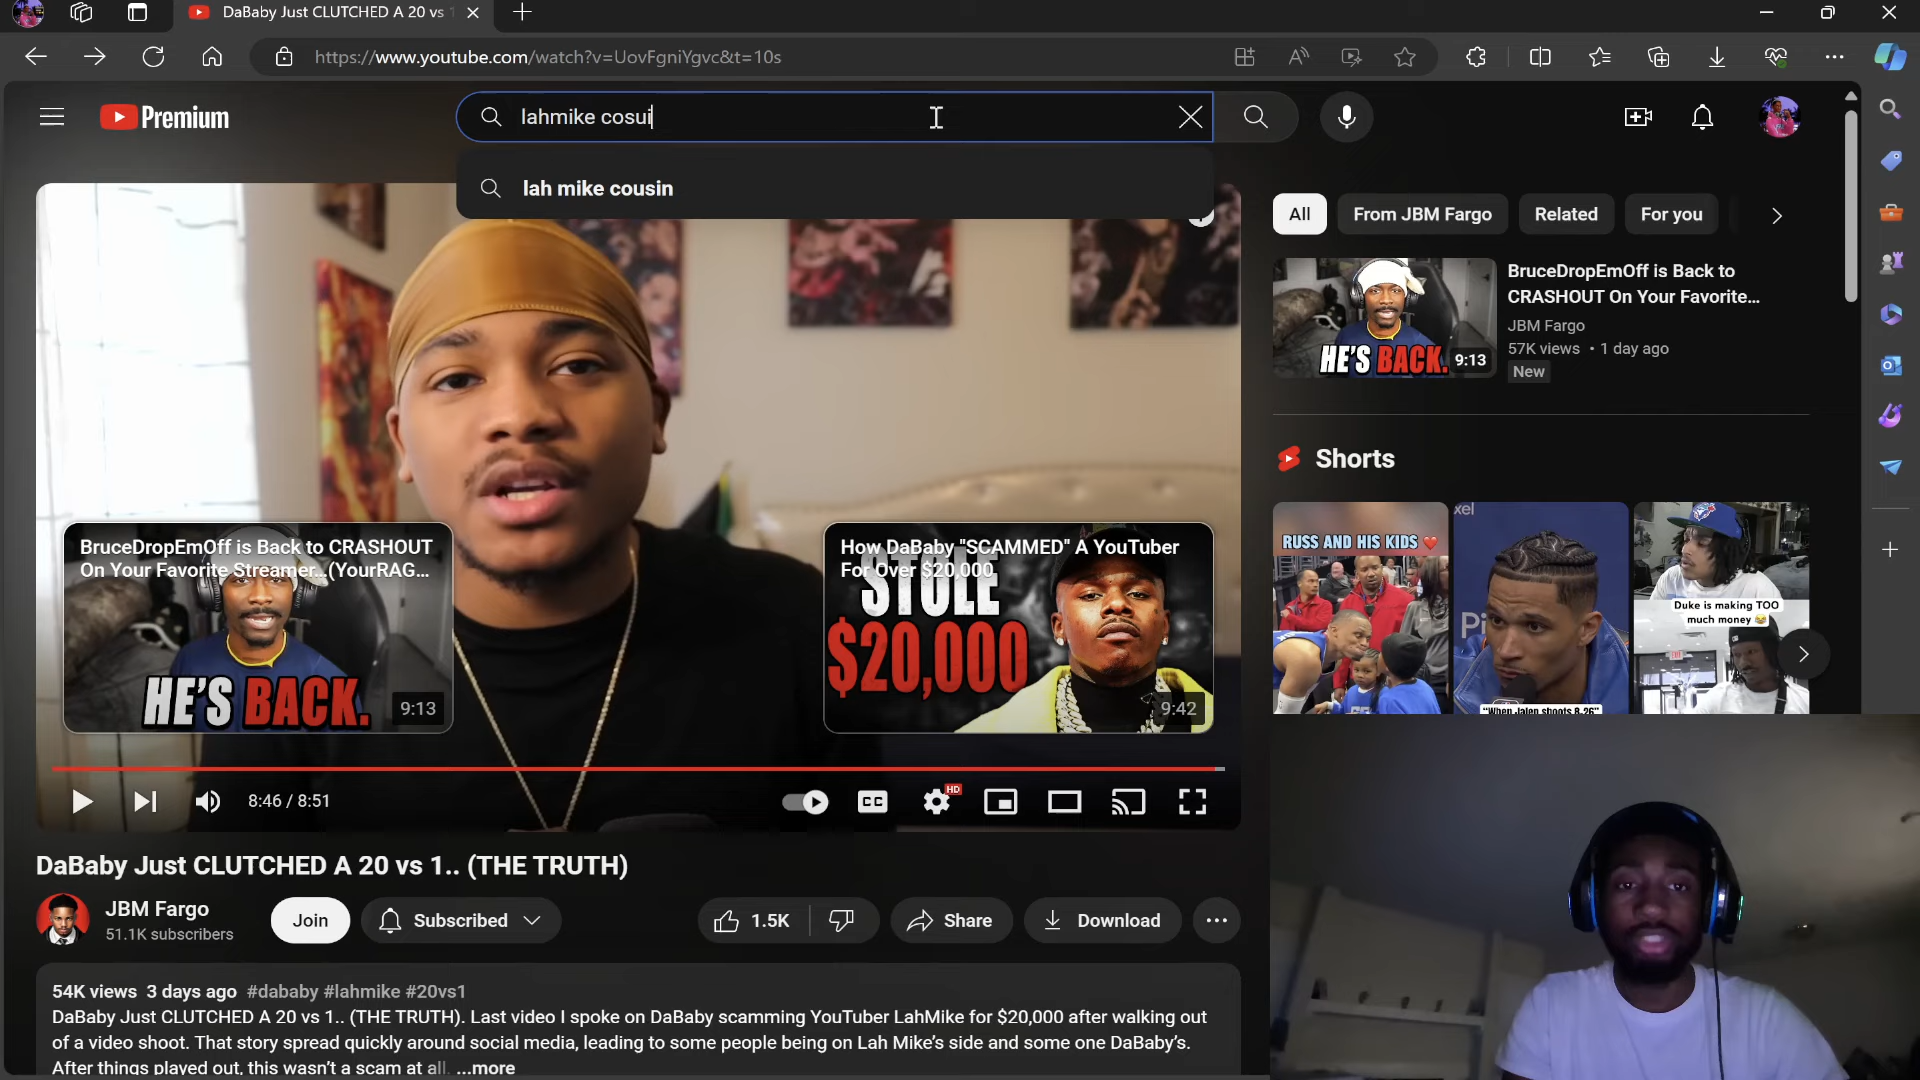 DaBaby Just CLUTCHED A 20 vs 1
https://www.youtube.com/watch?v=UovFgniYgvc&t=10s
Premium
lahmike cosui
lah mike cousin
All
From JBM Fargo
Related
For you
HE'S BACK.
9:13
BruceDropEmOff is Back to
CRASHOUT On Your Favorite...
JBM Fargo
57K views • 1 day ago
New
Shorts
RUSS AND HIS KIDS
xel
Duke is making TOO
much money
"When Jalen shoots 8-26"
BruceDropEmOff is Back to CRASHOUT
On Your Favorite Streamer...(YourRAG...
HE'S BACK.
9:13
How DaBaby "SCAMMED" A YouTuber
For Over $20,000
STOLE
$20,000
9:42
8:46 / 8:51
CC
HD
DaBaby Just CLUTCHED A 20 vs 1.. (THE TRUTH)
JBM Fargo
51.1K subscribers
Join
Subscribed
1.5K
Share
Download
54K views 3 days ago #dababy #lahmike #20vs1
DaBaby Just CLUTCHED A 20 vs 1.. (THE TRUTH). Last video I spoke on DaBaby scamming YouTuber LahMike for $20,000 after walking out
of a video shoot. That story spread quickly around social media, leading to some people being on Lah Mike's side and some one DaBaby's.
After things played out, this wasn't a scam at all. ...more